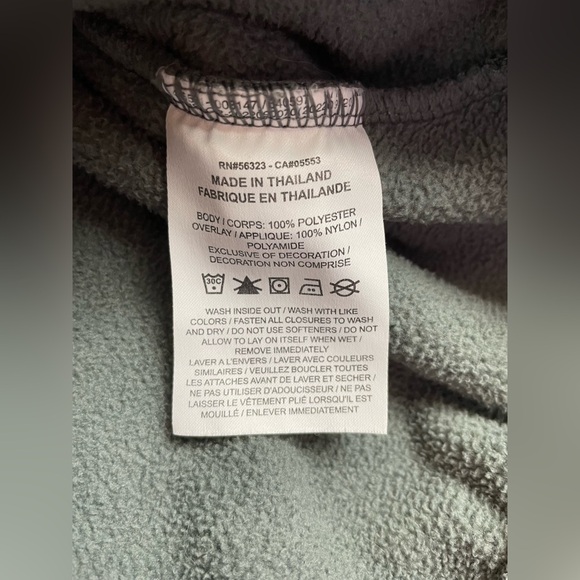 RN#56323 - CA#05553
MADE IN THAILAND
FABRIQUE EN THAILANDE
BODY / CORPS: 100% POLYESTER
OVERLAY / APPLIQUE: 100% NYLON /
POLYAMIDE
EXCLUSIVE OF DECORATION /
DECORATION NON COMPRISE
30C
WASH INSIDE OUT / WASH WITH LIKE
COLORS / FASTEN ALL CLOSURES TO WASH
AND DRY / DO NOT USE SOFTENERS / DO NOT
ALLOW TO LAY ON ITSELF WHEN WET /
REMOVE IMMEDIATELY
LAVER A L'ENVERS / LAVER AVEC COULEURS
SIMILAIRES / VEUILLEZ BOUCLER TOUTES
LES ATTACHES AVANT DE LAVER ET SECHER /
NE PAS UTILISER D'ADOUCISSEUR / NE PAS
LAISSER LE VÊTEMENT PLIÉ LORSQU'IL EST
MOUILLÉ / ENLEVER IMMEDIATEMENT